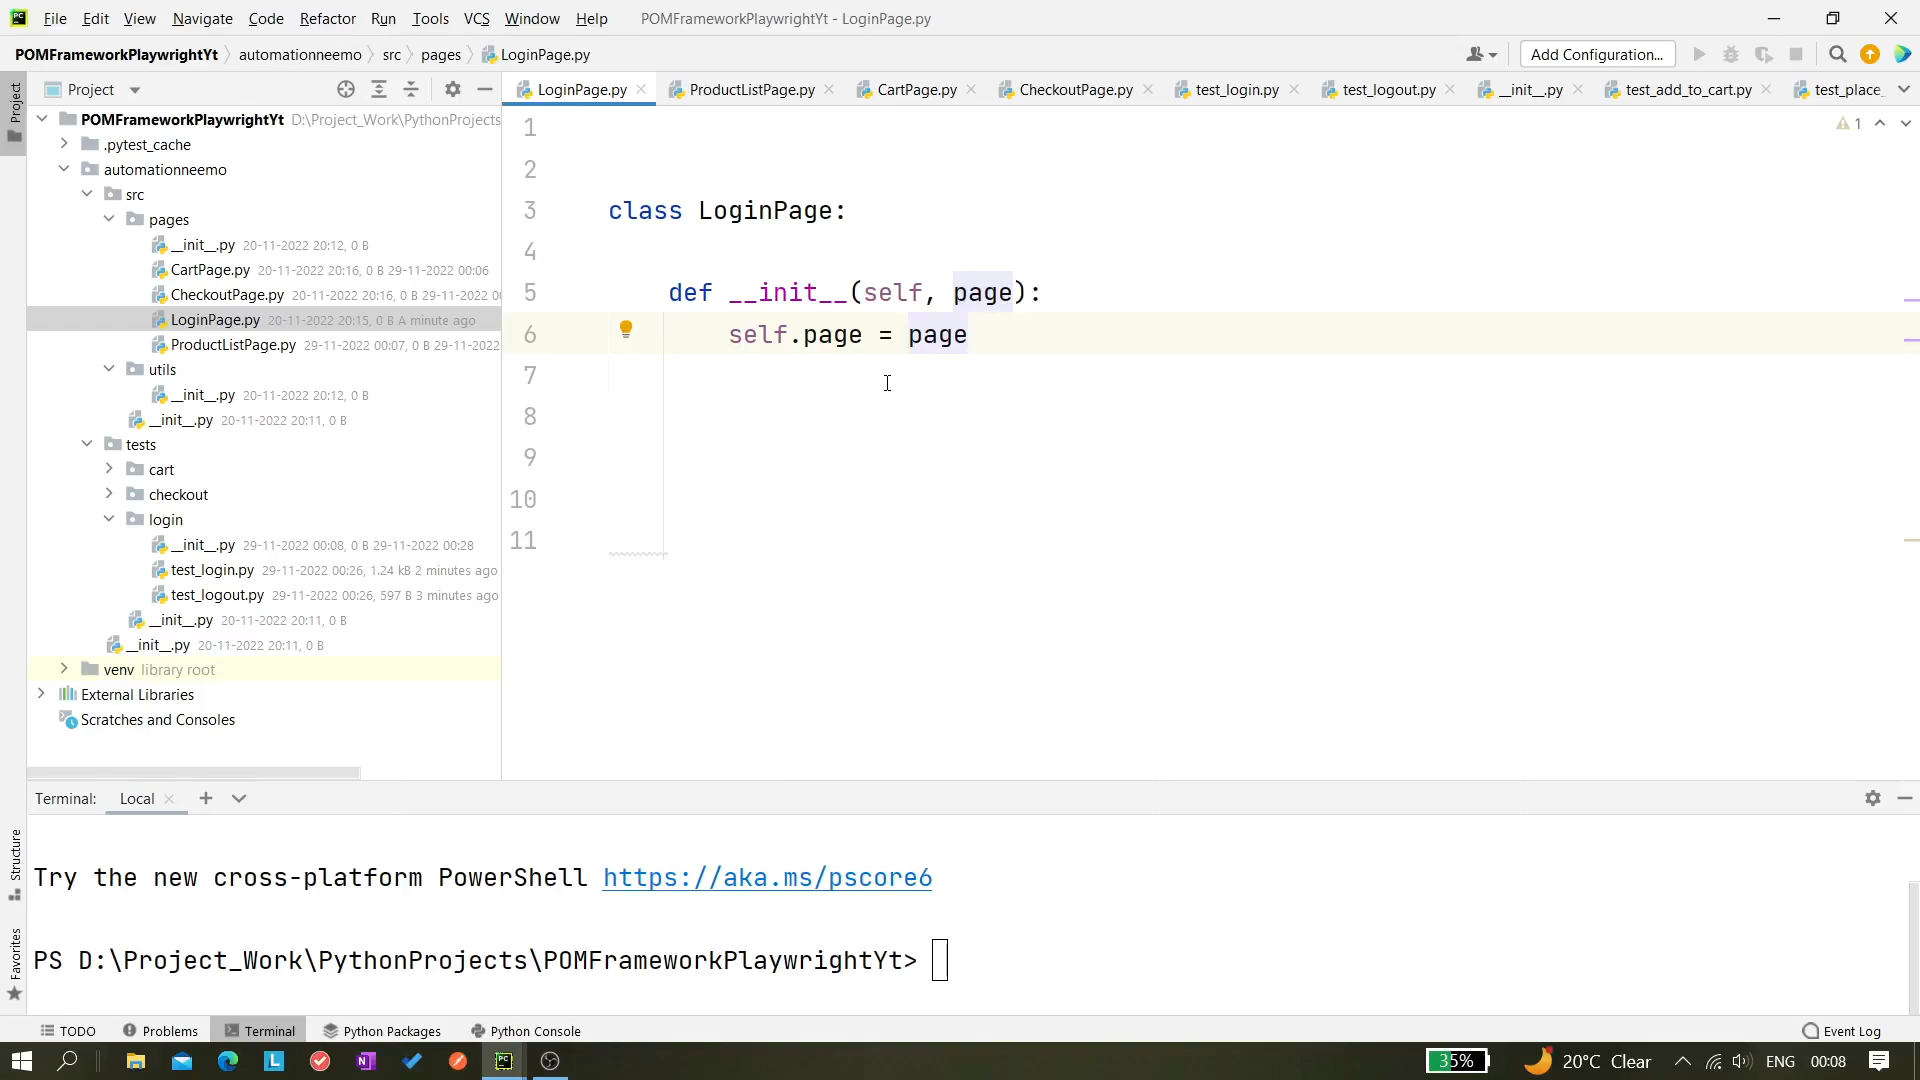 PC File Edit View Navigate Code Refactor Run Tools VCS Window Help POMFrameworkPlaywrightYt - LoginPage.py
POMFrameworkPlaywrightYt automationneemo src pages LoginPage.py Add Configuration...
Project LoginPage.py ProductListPage.py CartPage.py CheckoutPage.py test_login.py test_logout.py __init__.py test_add_to_cart.py test_place_
Project
POMFrameworkPlaywrightYt D:\Project_Work\PythonProjects
.pytest_cache
automationneemo
src
pages
__init__.py 20-11-2022 20:12, 0 B
CartPage.py 20-11-2022 20:16, 0 B 29-11-2022 00:06
CheckoutPage.py 20-11-2022 20:16, 0 B 29-11-2022 00
LoginPage.py 20-11-2022 20:15, 0 B A minute ago
ProductListPage.py 29-11-2022 00:07, 0 B 29-11-2022
utils
__init__.py 20-11-2022 20:12, 0 B
__init__.py 20-11-2022 20:11, 0 B
tests
cart
checkout
login
__init__.py 29-11-2022 00:08, 0 B 29-11-2022 00:28
test_login.py 29-11-2022 00:26, 1.24 kB 2 minutes ago
test_logout.py 29-11-2022 00:26, 597 B 3 minutes ago
__init__.py 20-11-2022 20:11, 0 B
__init__.py 20-11-2022 20:11, 0 B
venv library root
External Libraries
Scratches and Consoles
1
1
2
3 class LoginPage:
4
5 def __init__(self, page):
6 self.page = page
7
8
9
10
11
Terminal: Local
Structure
Favorites
Try the new cross-platform PowerShell https://aka.ms/pscore6
PS D:\Project_Work\PythonProjects\POMFrameworkPlaywrightYt>
TODO Problems Terminal Python Packages Python Console Event Log
L N PC 35% 20°C Clear ENG 00:08